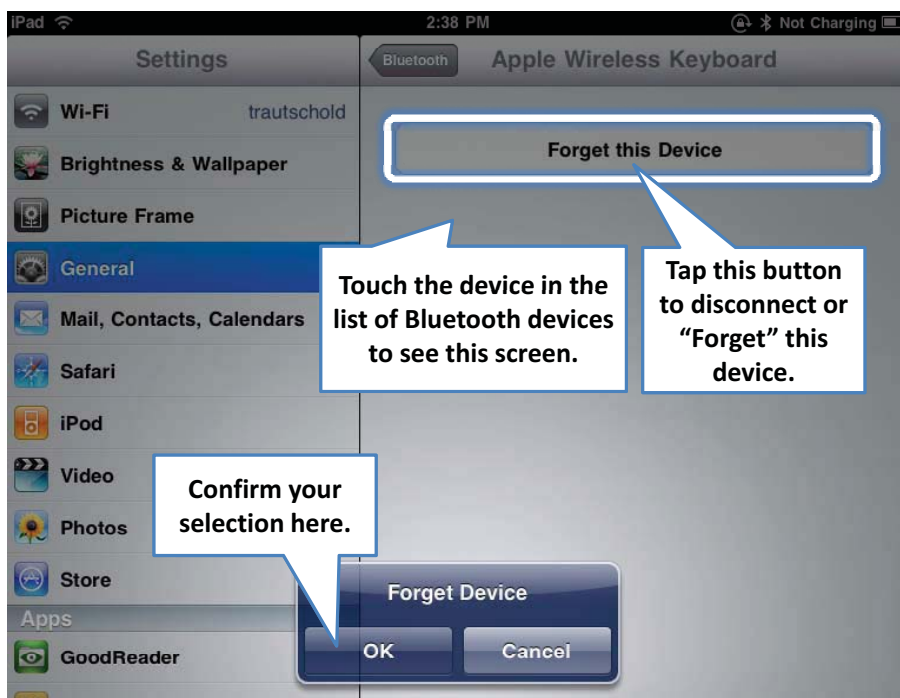 iPad 2:38 PM Not Charging
Settings
Bluetooth Apple Wireless Keyboard
Wi-Fi trautschold
Forget this Device
Brightness & Wallpaper
Picture Frame
General
Touch the device in the
list of Bluetooth devices
to see this screen.
Tap this button
to disconnect or
“Forget” this
device.
Mail, Contacts, Calendars
Safari
iPod
Video
Confirm your
selection here.
Photos
Store
Forget Device
OK Cancel
Apps
GoodReader